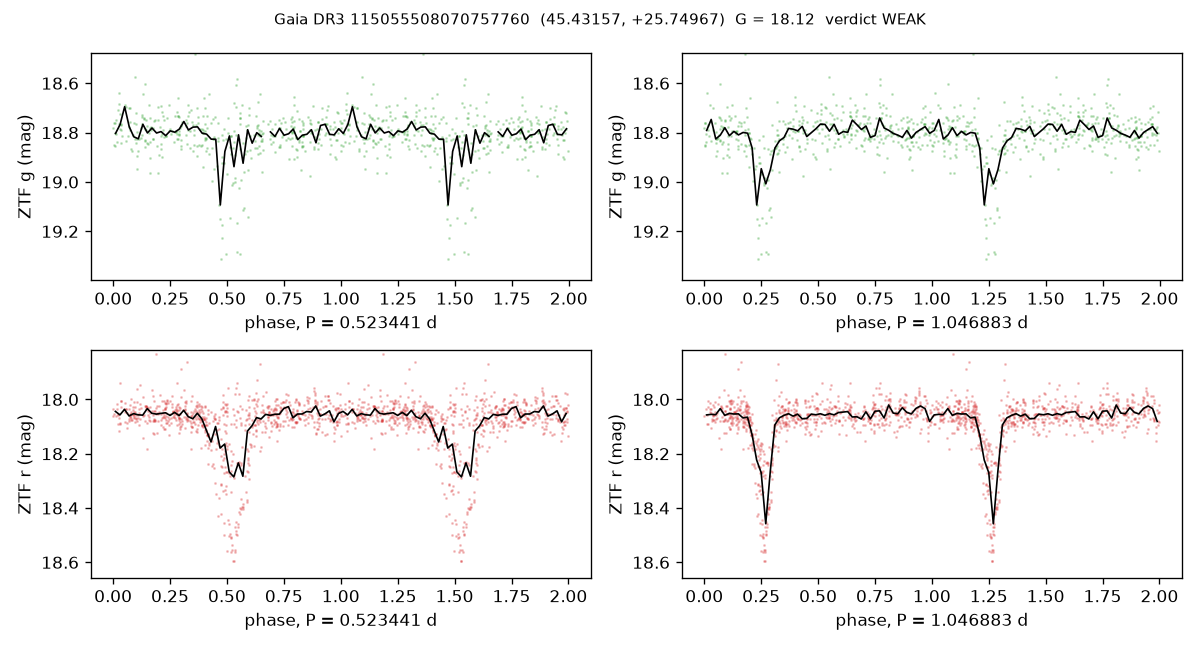 Gaia DR3 115055508070757760  (45.43157, +25.74967)  G = 18.12  verdict WEAK
ZTF g (mag)
18.6
18.8
19.0
19.2
0.00 0.25 0.50 0.75 1.00 1.25 1.50 1.75 2.00
phase, P = 0.523441 d
ZTF g (mag)
18.6
18.8
19.0
19.2
0.00 0.25 0.50 0.75 1.00 1.25 1.50 1.75 2.00
phase, P = 1.046883 d
ZTF r (mag)
18.0
18.2
18.4
18.6
0.00 0.25 0.50 0.75 1.00 1.25 1.50 1.75 2.00
phase, P = 0.523441 d
ZTF r (mag)
18.0
18.2
18.4
18.6
0.00 0.25 0.50 0.75 1.00 1.25 1.50 1.75 2.00
phase, P = 1.046883 d